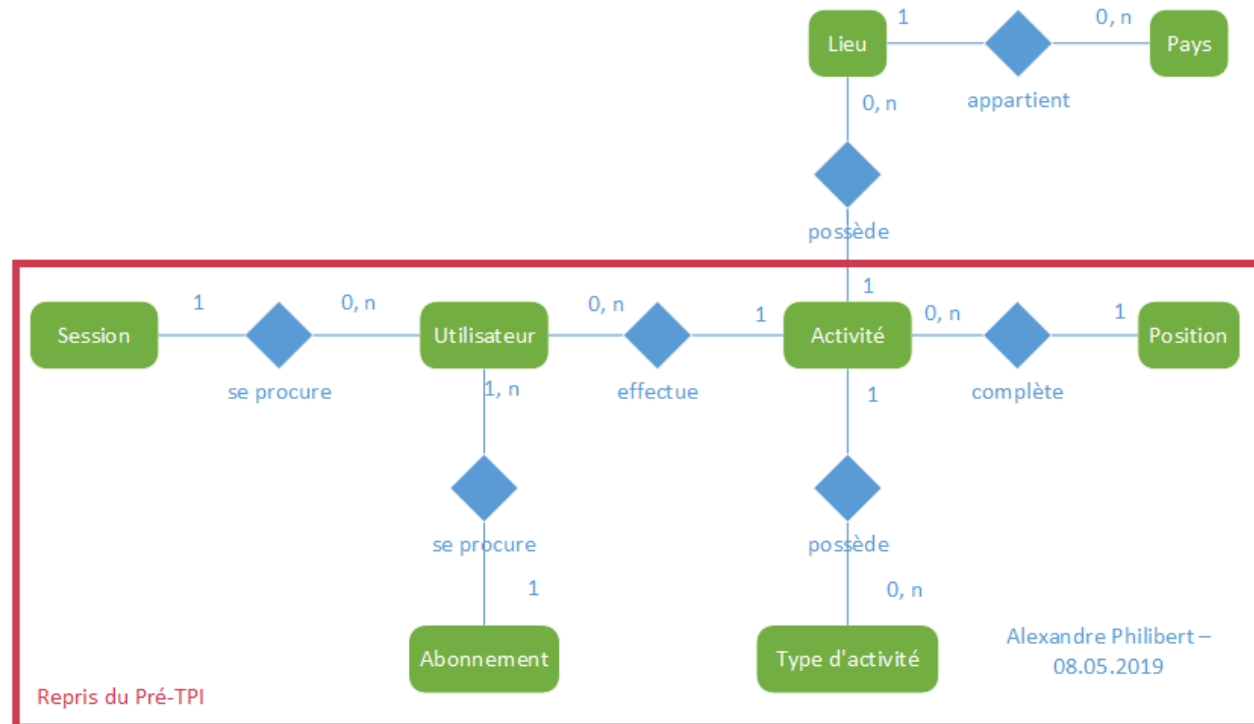 Lieu
1
0, n
Pays
appartient
0, n
possède
1
Session
1
0, n
Utilisateur
0, n
1
Activité
0, n
1
Position
se procure
1, n
effectue
1
complète
se procure
possède
1
0, n
Abonnement
Type d'activité
Alexandre Philibert –
08.05.2019
Repris du Pré-TPI